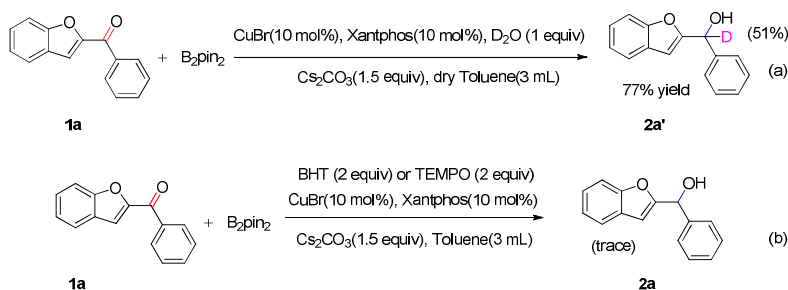 O
O
+
B2pin2
CuBr(10 mol%), Xantphos(10 mol%), D2O (1 equiv)
Cs2CO3(1.5 equiv), dry Toluene(3 mL)
O
OH
D
(51%)
77% yield
(a)
1a
2a'
O
O
+
B2pin2
BHT (2 equiv) or TEMPO (2 equiv)
CuBr(10 mol%), Xantphos(10 mol%)
Cs2CO3(1.5 equiv), Toluene(3 mL)
O
OH
(trace)
(b)
1a
2a